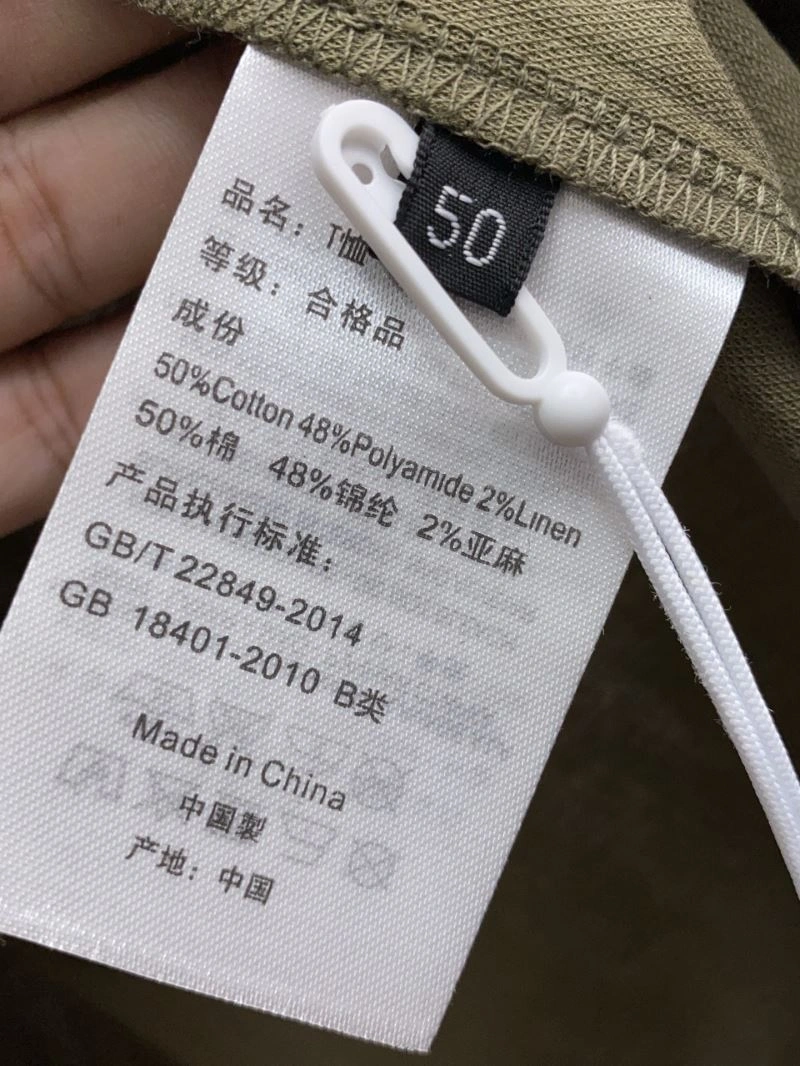 50
品名：T恤
等级：合格品
成份
50%Cotton 48%Polyamide 2%Linen
50%棉 48%锦纶 2%亚麻
产品执行标准：
GB/T 22849-2014
GB 18401-2010 B类
Made in China
中国製
产地：中国